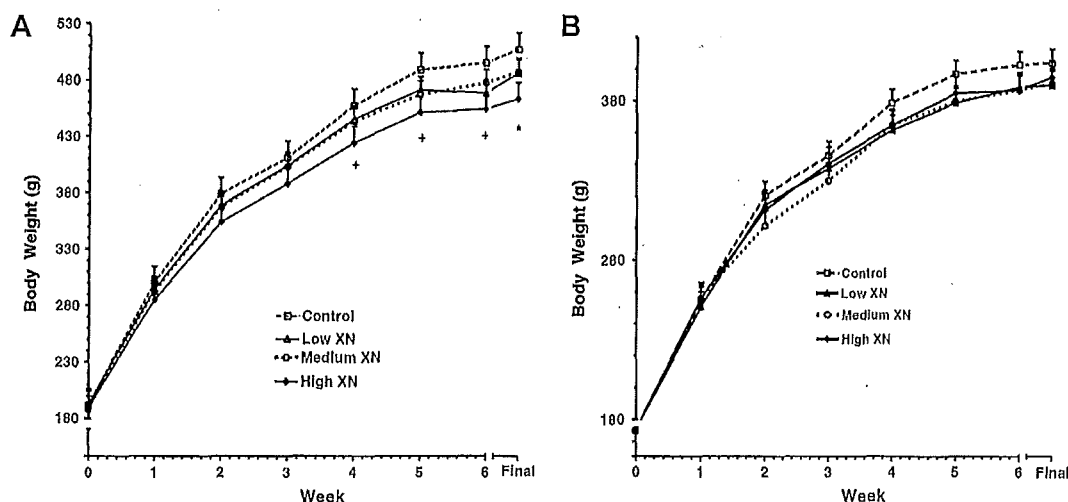 A
530
480
430
380
330
280
230
180
Body Weight (g)
Control
Low XN
Medium XN
High XN
+
+
+
*
0 1 2 3 4 5 6 Final
Week
B
380
280
180
Body Weight (g)
Control
Low XN
Medium XN
High XN
0 1 2 3 4 5 6 Final
Week